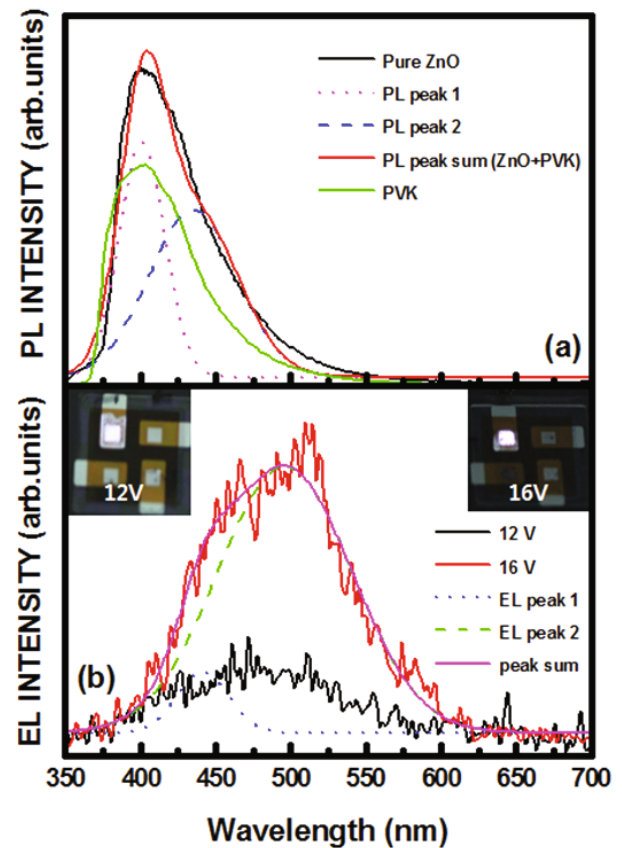 PL INTENSITY (arb.units)
Pure ZnO
PL peak 1
PL peak 2
PL peak sum (ZnO+PVK)
PVK
(a)
EL INTENSITY (arb.units)
12V
16V
12 V
16 V
EL peak 1
EL peak 2
peak sum
(b)
350 400 450 500 550 600 650 700
Wavelength (nm)